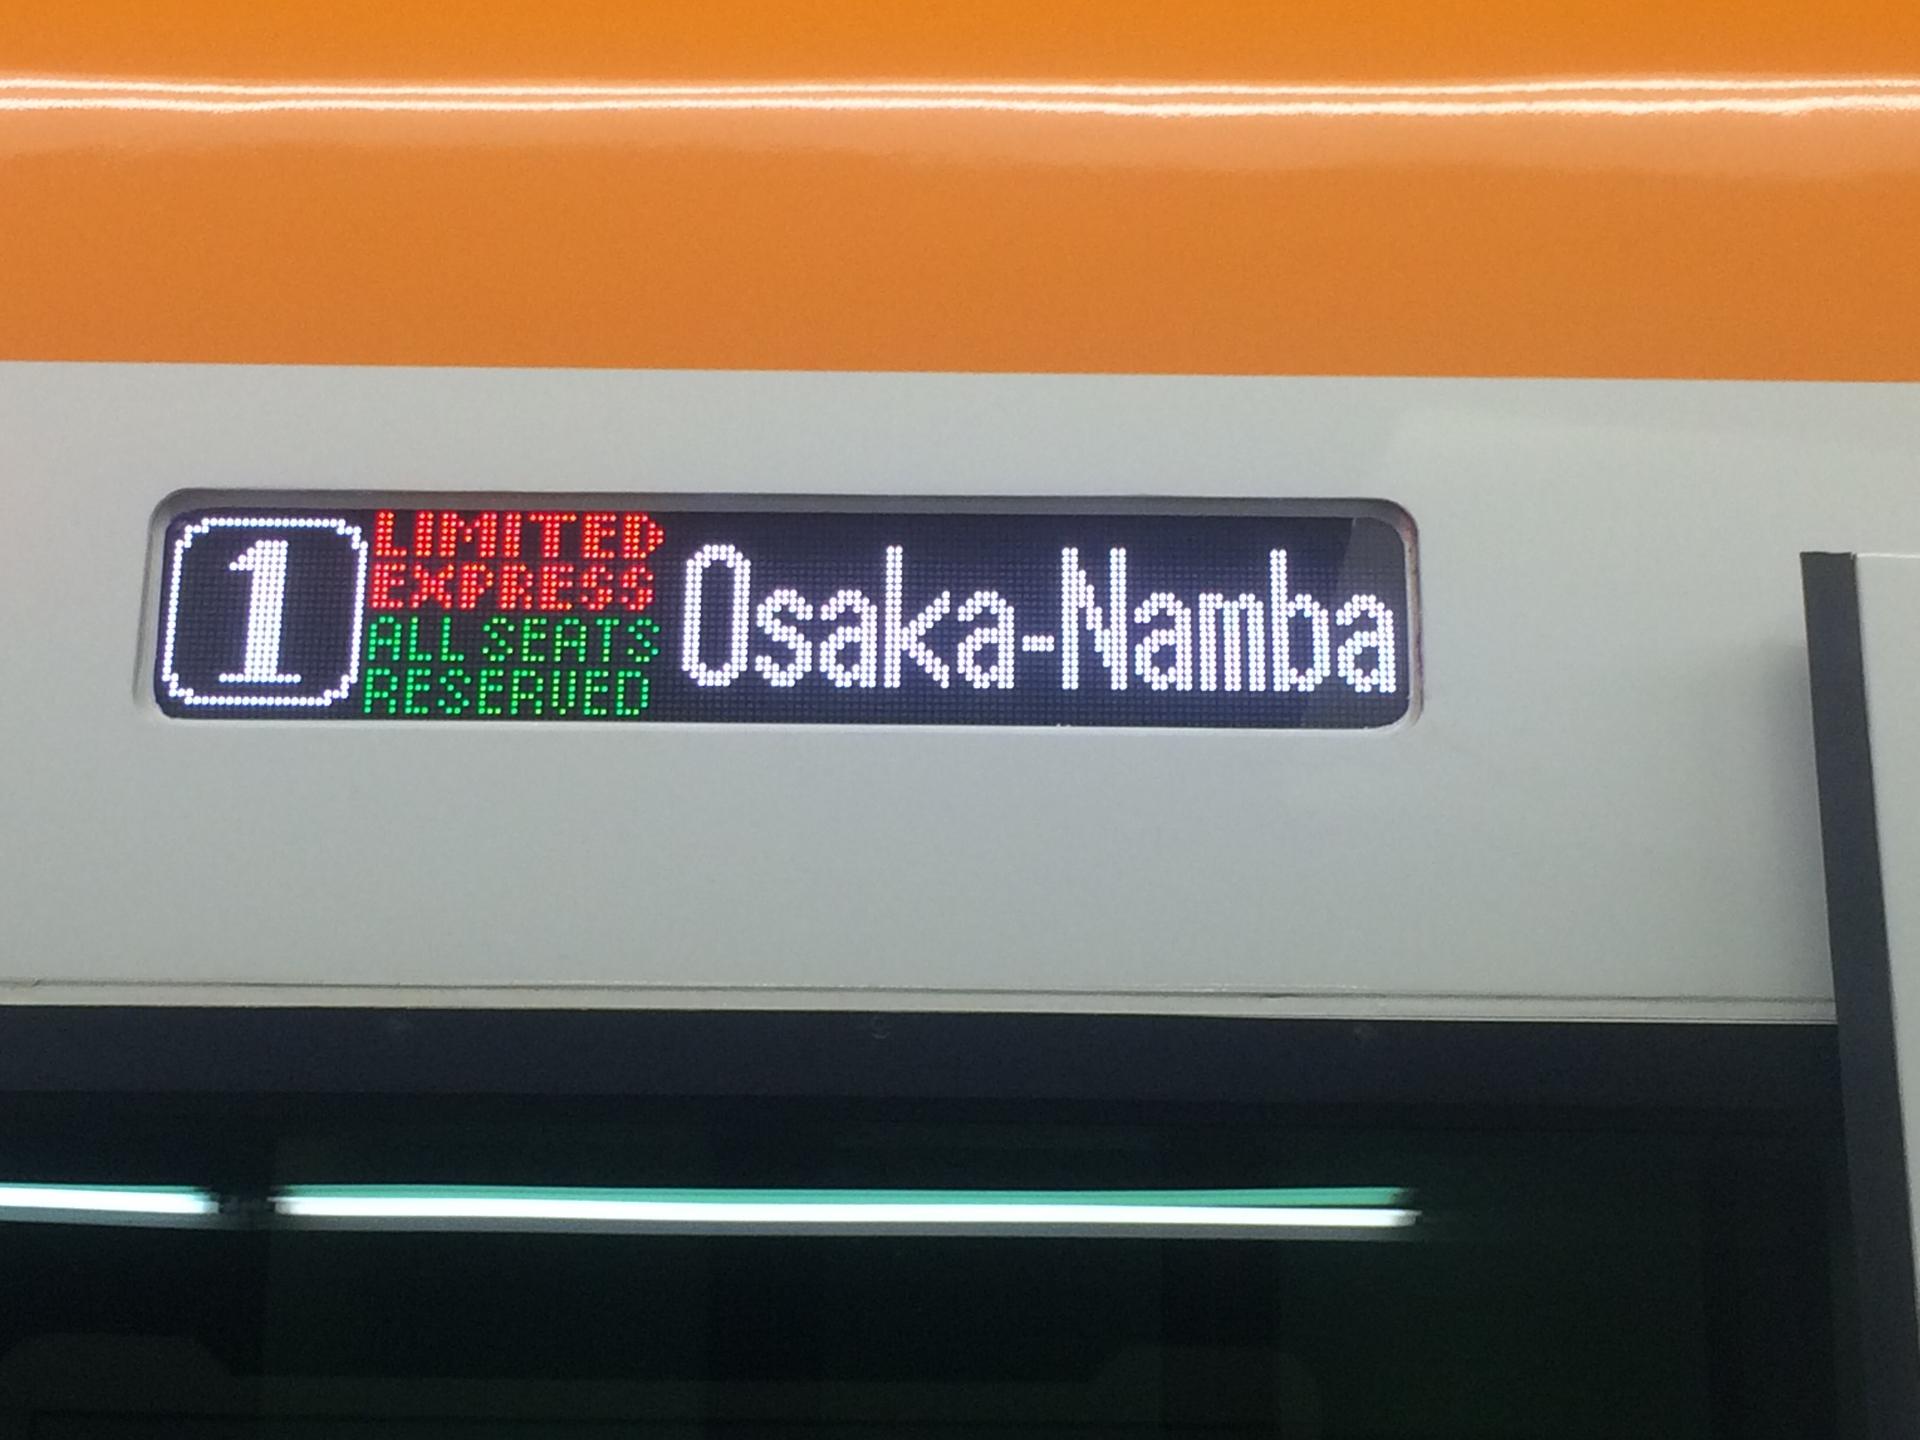 1
LIMITED
EXPRESS
ALL SEATS
RESERVED
Osaka-Namba